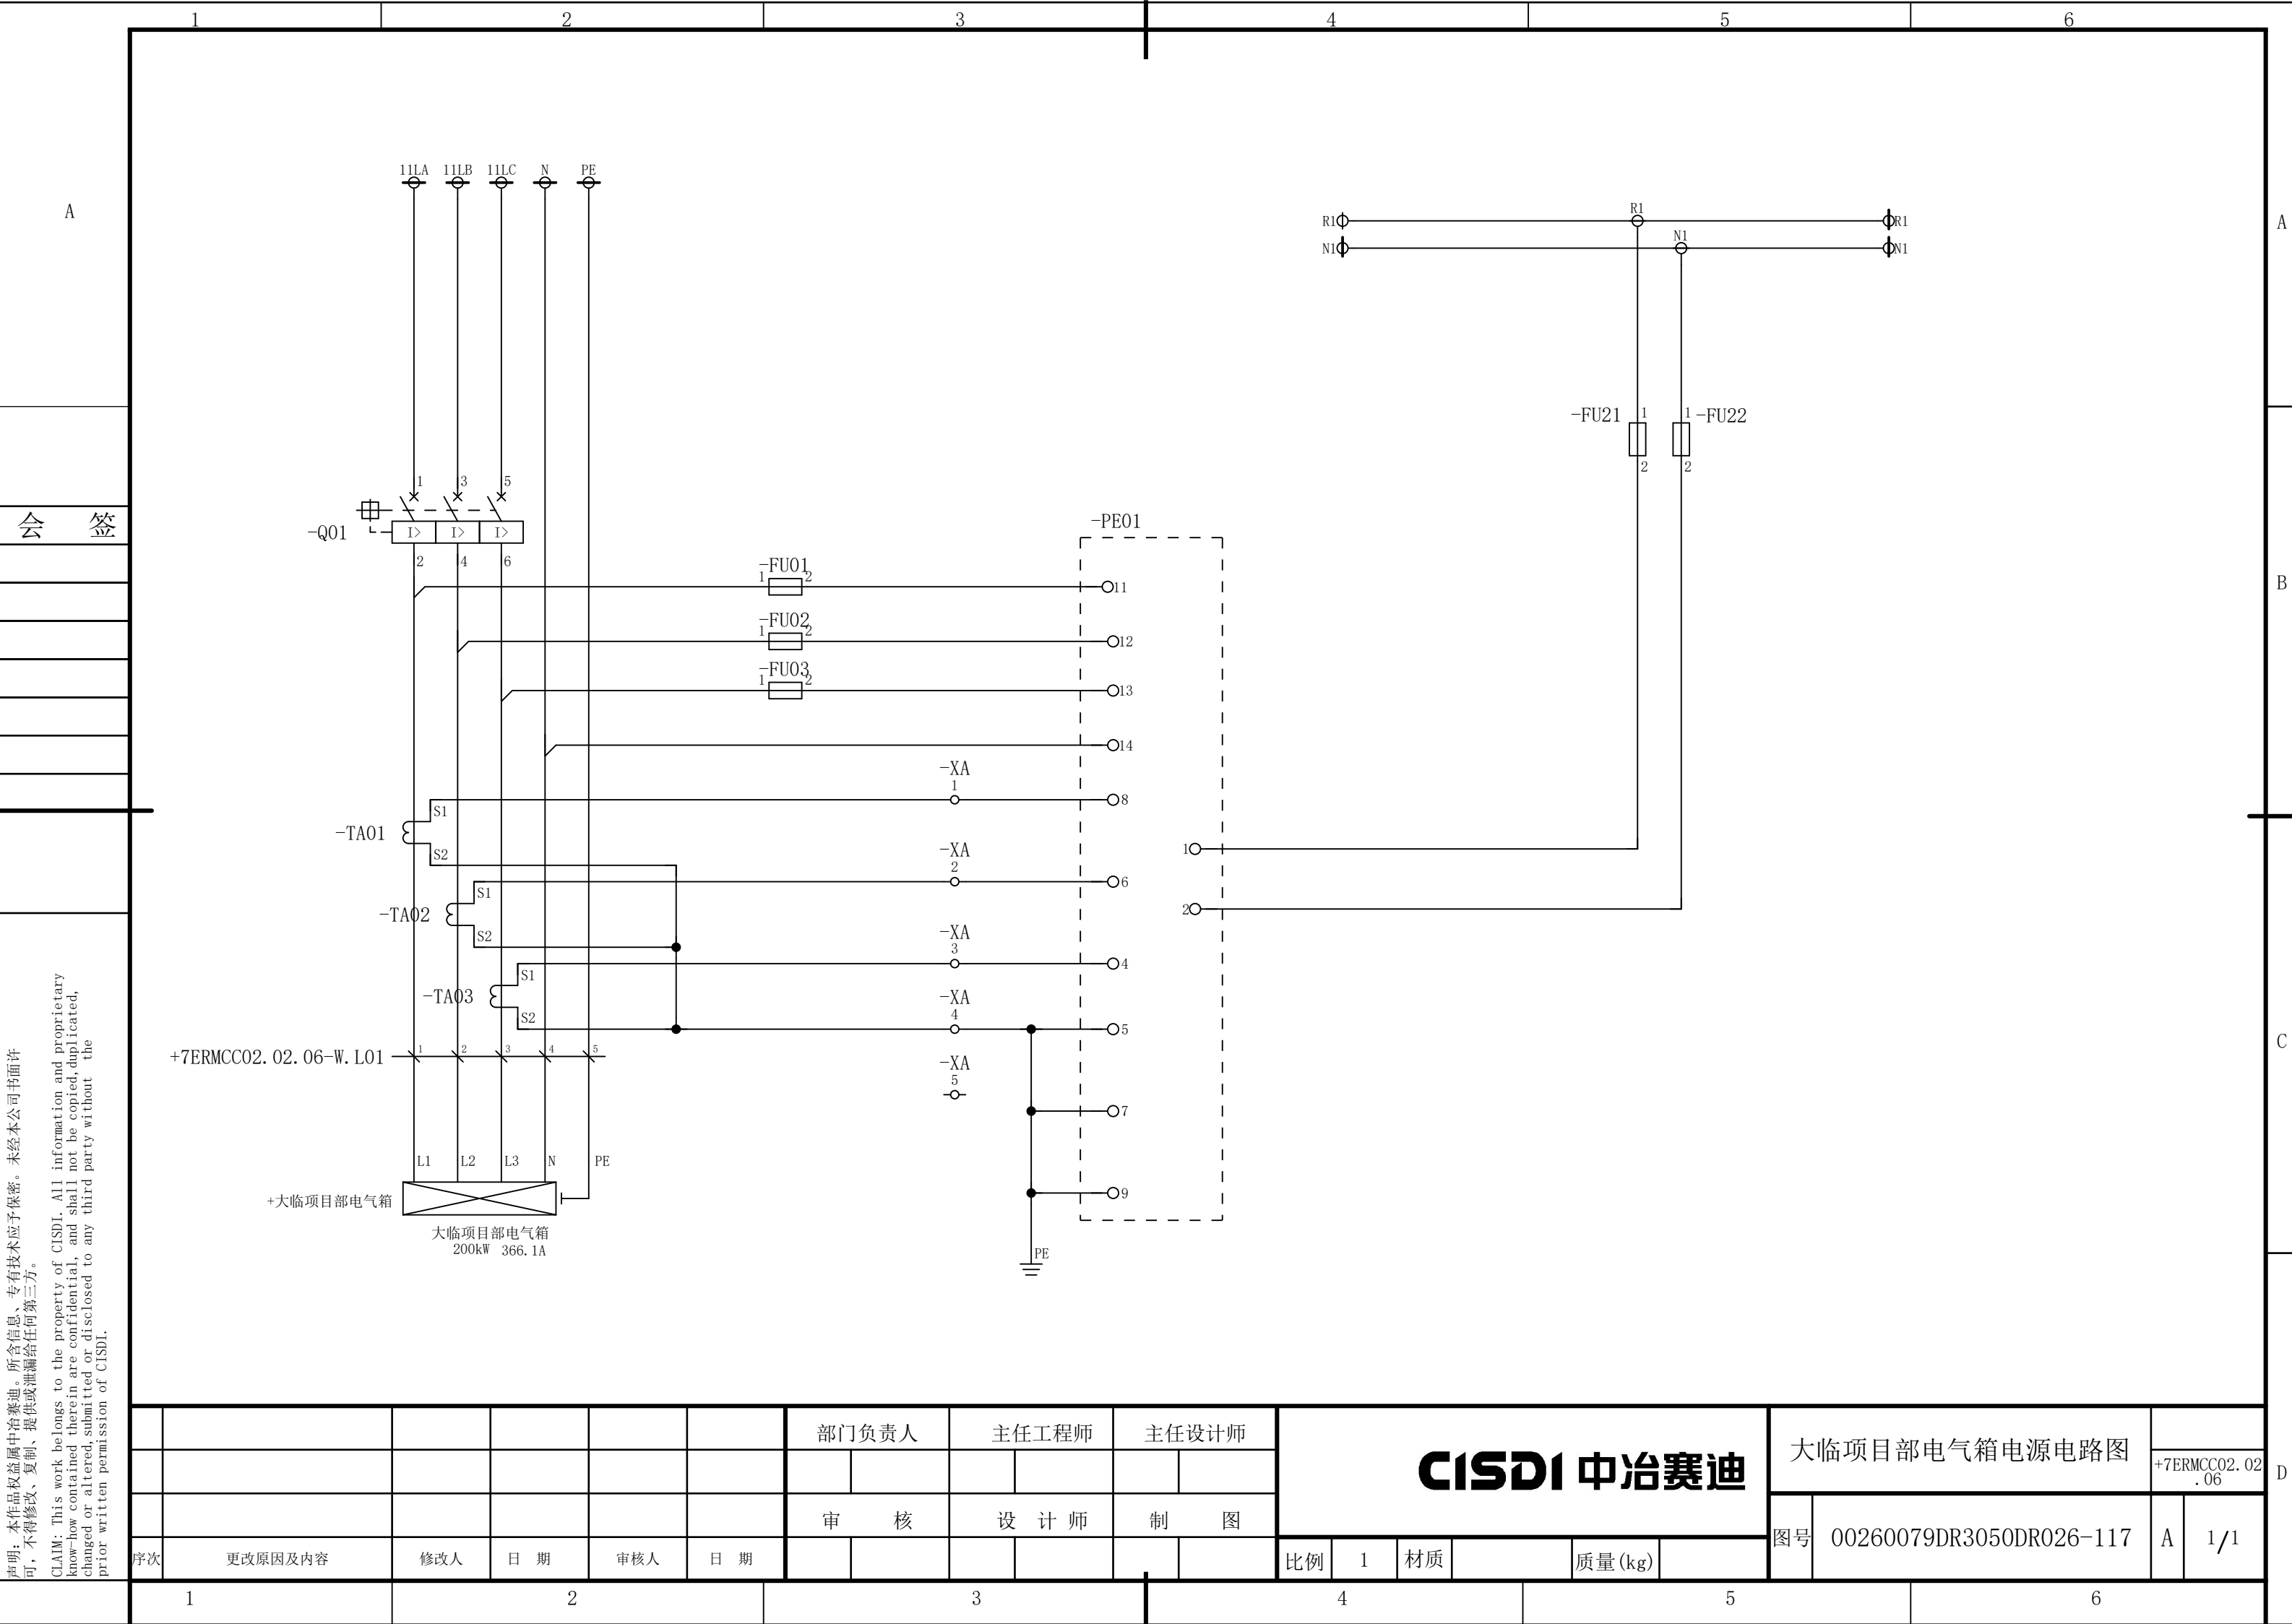 1 2 3 4 5 6
11LA 11LB 11LC N PE
A
A
R1 R1 R1
N1 N1 N1
-FU21 1 1 -FU22
2 2
1 3 5
会 签
-Q01 I> I> I>
2 4 6
-PE01
-FU01
1 2
11
B
-FU02
1 2
12
-FU03
1 2
13
14
-XA
1
8
S1
-TA01
S2
-XA
2
6
1
S1
-TA02
S2
2
-XA
3
4
S1
-TA03
S2
-XA
4
5
+7ERMCC02.02.06-W.L01 1 2 3 4 5
C
-XA
5
7
L1 L2 L3 N PE
9
+大临项目部电气箱
大临项目部电气箱
200kW 366.1A
PE
声明: 本作品权益属中冶赛迪。所含信息、专有技术应予保密。未经本公司书面许
可, 不得修改、复制、提供或泄漏给任何第三方。
CLAIM: This work belongs to the property of CISDI. All information and proprietary
know-how contained therein are confidential, and shall not be copied,duplicated,
changed or altered,submitted or disclosed to any third party without the
prior written permission of CISDI.
部门负责人 主任工程师 主任设计师
审 核 设 计 师 制 图
序次 更改原因及内容 修改人 日 期 审核人 日 期
CISDI 中冶赛迪
比例 1 材质 质量(kg)
大临项目部电气箱电源电路图
+7ERMCC02.02
.06
D
图号 00260079DR3050DR026-117 A 1/1
1 2 3 4 5 6